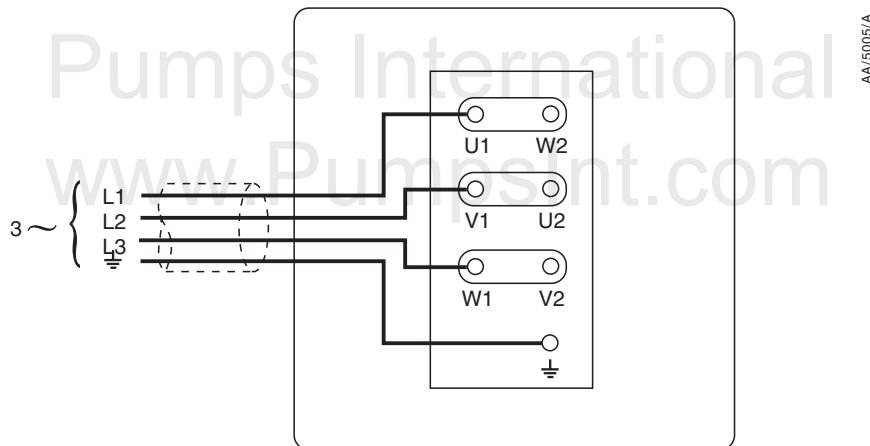 Pumps International
www.PumpsInt.com
AA/5005/A
U1 W2
L1
L2
V1 U2
3 ~
L3
W1 V2